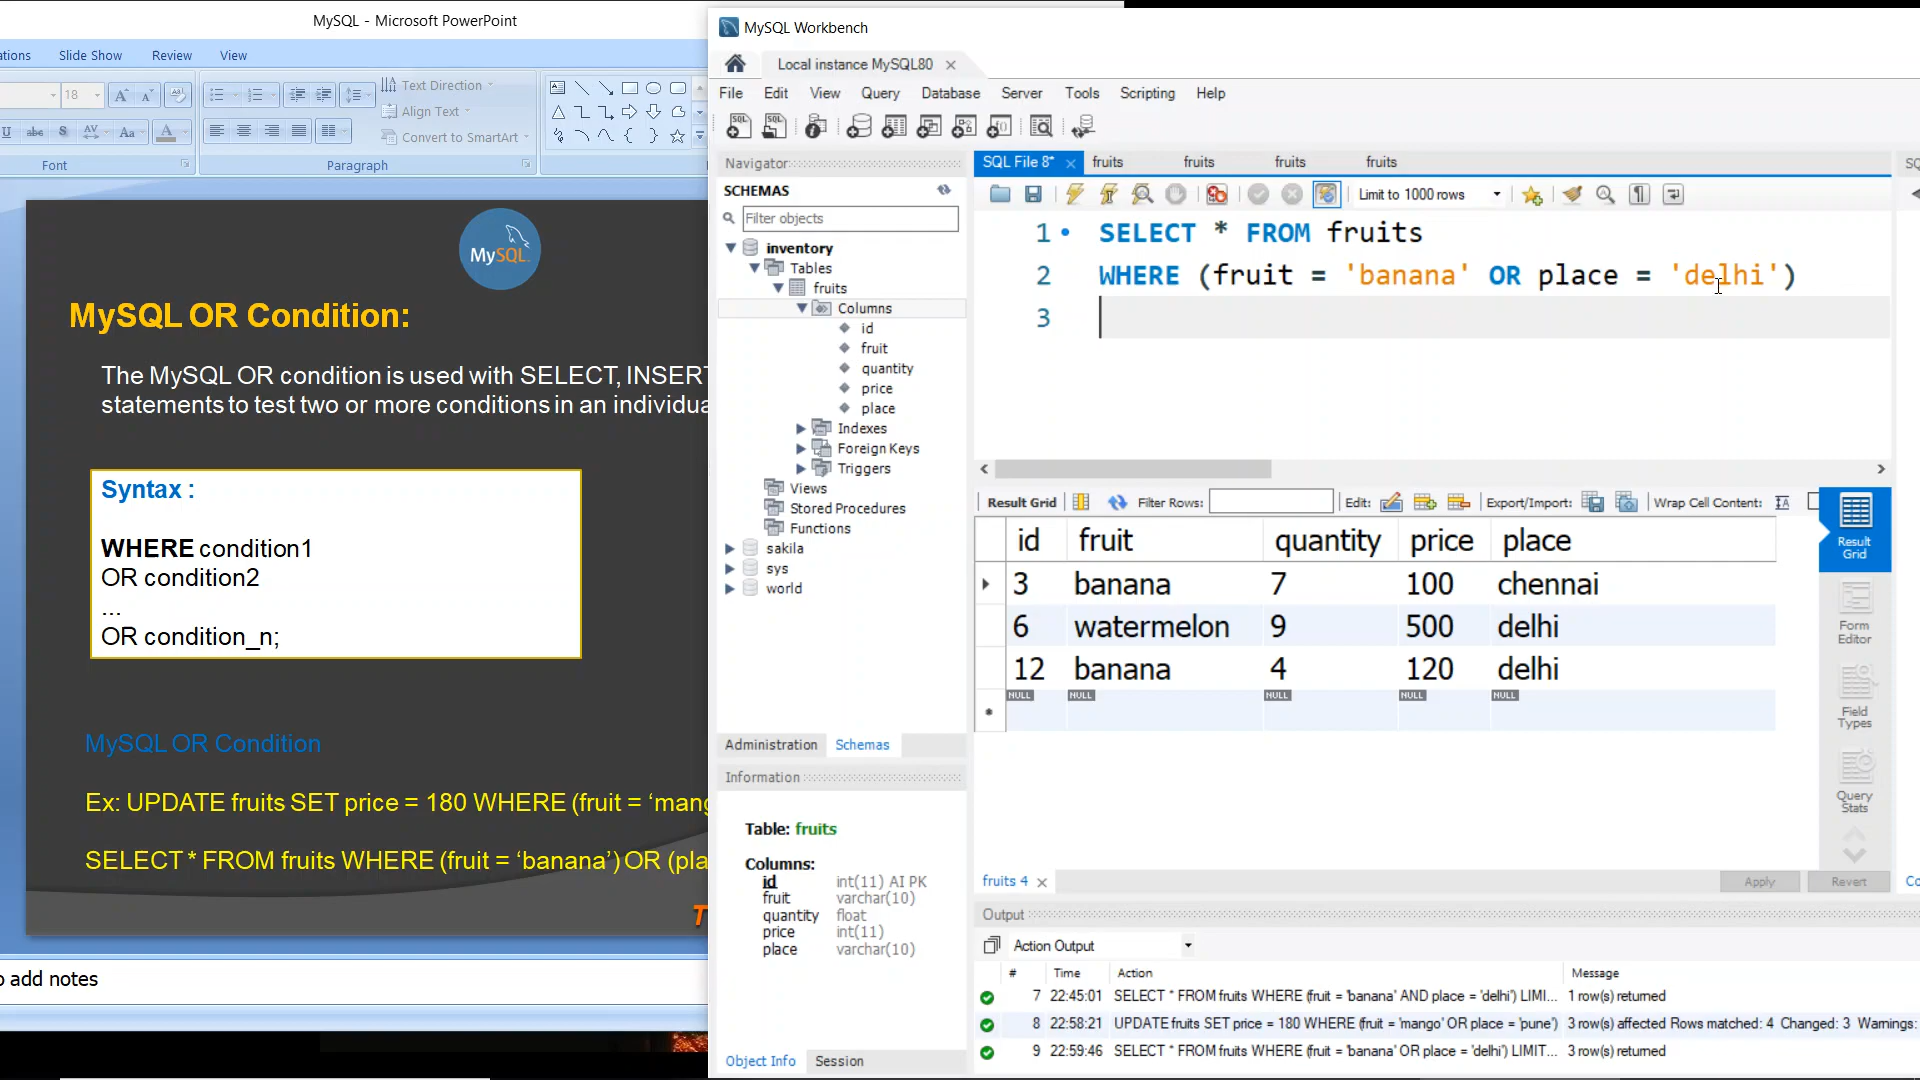 MySQL - Microsoft PowerPoint
ations Slide Show Review View
18
Text Direction
Align Text
Convert to SmartArt
Font
Paragraph
MySQL
MySQL OR Condition:
The MySQL OR condition is used with SELECT, INSERT
statements to test two or more conditions in an individua
Syntax :
WHERE condition1
OR condition2
...
OR condition_n;
MySQL OR Condition
Ex: UPDATE fruits SET price = 180 WHERE (fruit = ‘mang
SELECT * FROM fruits WHERE (fruit = ‘banana’) OR (pla
T
o add notes
MySQL Workbench
Local instance MySQL80
File Edit View Query Database Server Tools Scripting Help
Navigator
SCHEMAS
Filter objects
inventory
Tables
fruits
Columns
id
fruit
quantity
price
place
Indexes
Foreign Keys
Triggers
Views
Stored Procedures
Functions
sakila
sys
world
Administration Schemas
Information
Table: fruits
Columns:
id int(11) AI PK
fruit varchar(10)
quantity float
price int(11)
place varchar(10)
Object Info Session
SQL File 8* fruits fruits fruits fruits
Limit to 1000 rows
1 SELECT * FROM fruits
2 WHERE (fruit = 'banana' OR place = 'delhi')
3
Result Grid Filter Rows: Edit: Export/Import: Wrap Cell Content:
id fruit quantity price place
3 banana 7 100 chennai
6 watermelon 9 500 delhi
12 banana 4 120 delhi
NULL NULL NULL NULL NULL
Result Grid
Form Editor
Field Types
Query Stats
fruits 4
Apply Revert
Output
Action Output
# Time Action Message
7 22:45:01 SELECT * FROM fruits WHERE (fruit = 'banana' AND place = 'delhi') LIMI... 1 row(s) returned
8 22:58:21 UPDATE fruits SET price = 180 WHERE (fruit = 'mango' OR place = 'pune') 3 row(s) affected Rows matched: 4 Changed: 3 Warnings:
9 22:59:46 SELECT * FROM fruits WHERE (fruit = 'banana' OR place = 'delhi') LIMIT... 3 row(s) returned